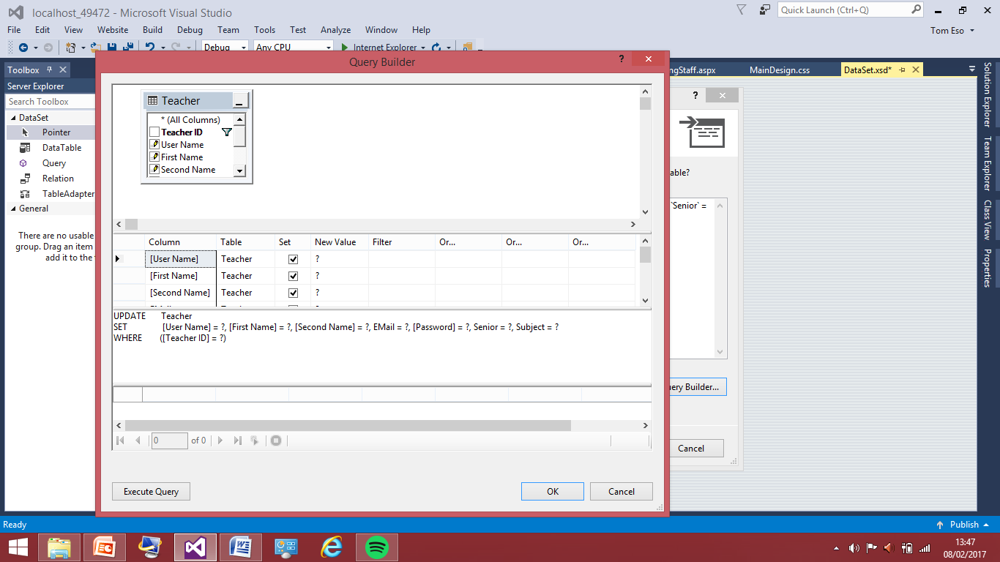 localhost_49472 - Microsoft Visual Studio
Quick Launch (Ctrl+Q)
File Edit View Website Build Debug Team Tools Test Analyze Window Help
Tom Eso
Debug Any CPU Internet Explorer
Toolbox
Query Builder
?
ngStaff.aspx MainDesign.css DataSet.xsd*
Server Explorer
Search Toolbox
DataSet
Pointer
DataTable
Query
Relation
TableAdapter
General
There are no usable
group. Drag an item
add it to the
Teacher
* (All Columns)
Teacher ID
User Name
First Name
Second Name
Column Table Set New Value Filter Or... Or... Or...
[User Name] Teacher ?
[First Name] Teacher ?
[Second Name] Teacher ?
UPDATE Teacher
SET [User Name] = ?, [First Name] = ?, [Second Name] = ?, EMail = ?, [Password] = ?, Senior = ?, Subject = ?
WHERE ([Teacher ID] = ?)
0 of 0
Execute Query OK Cancel
?
able?
`Senior` =
uery Builder...
Cancel
Solution Explorer
Team Explorer
Class View
Properties
Ready
Publish
13:47
08/02/2017